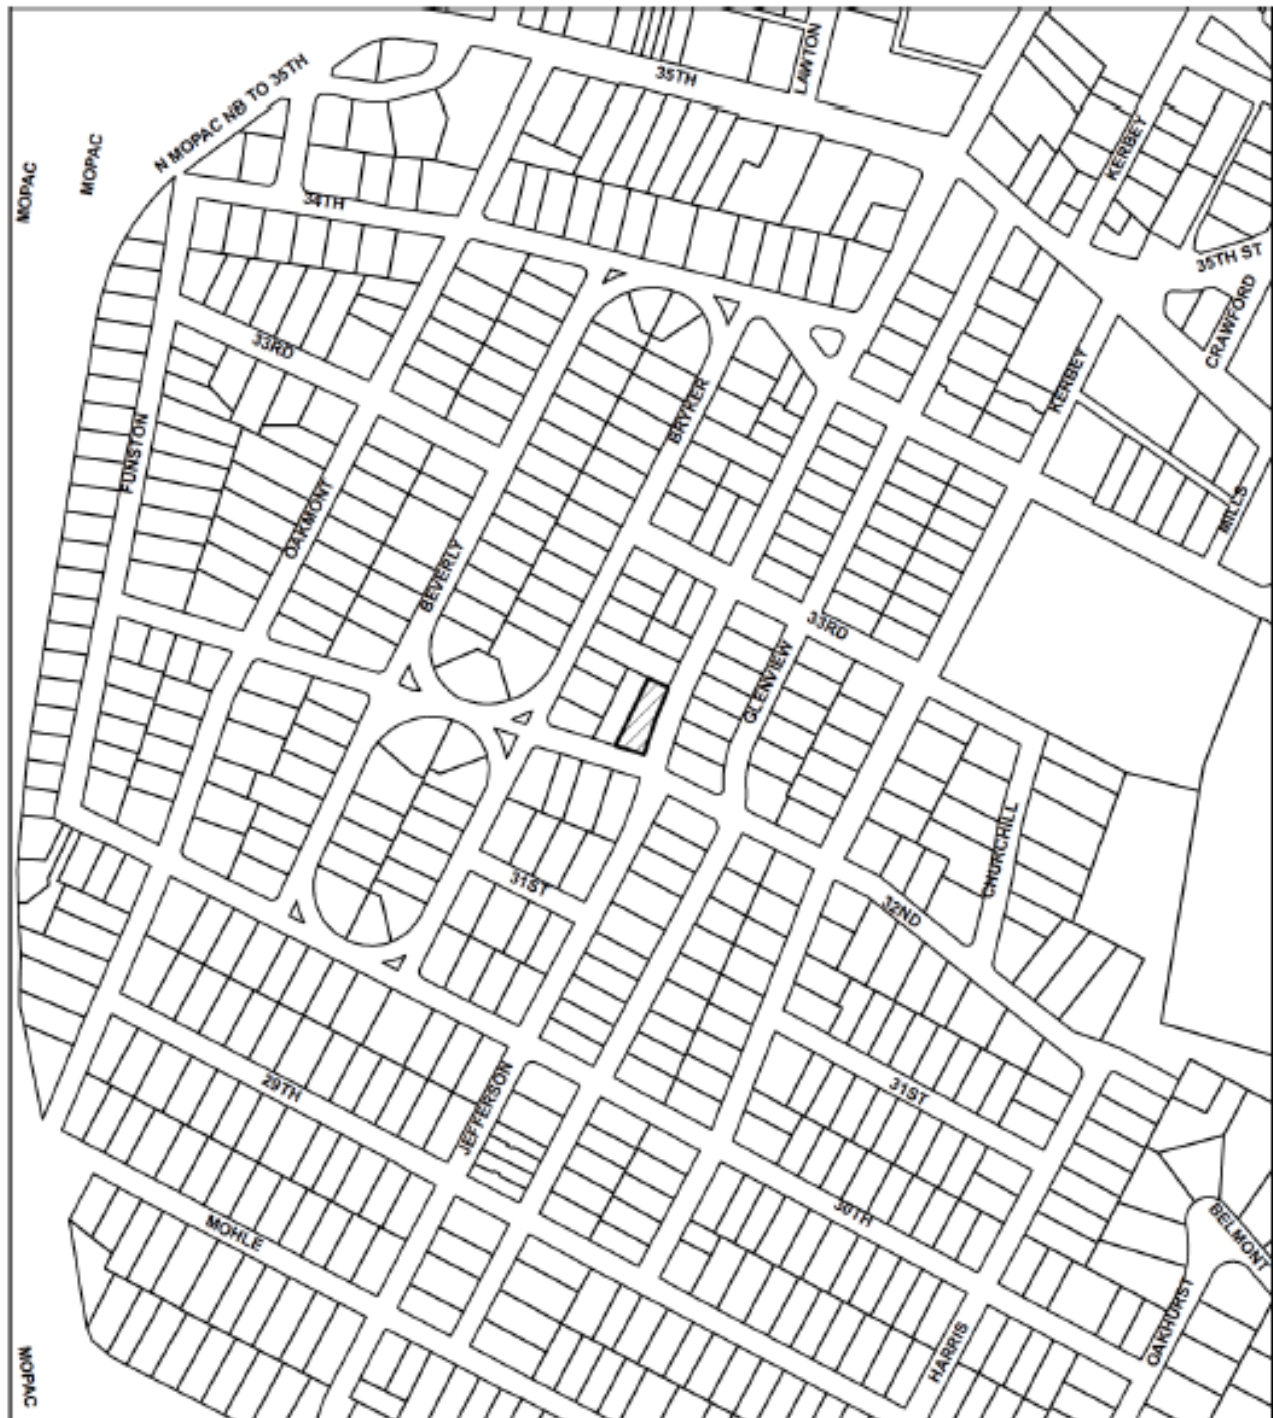 35TH
LAWTON
N MOPAC NB TO 35TH
MOPAC
MOPAC
KERBEY
34TH
35TH ST
CRAWFORD
33RD
KERBEY
BRYKER
FUNSTON
OAKMONT
MILLS
BEVERLY
33RD
GLENVIEW
CHURCHILL
31ST
32ND
29TH
JEFFERSON
31ST
MOHLE
30TH
BELMONT
OAKHURST
HARRIS
MOPAC